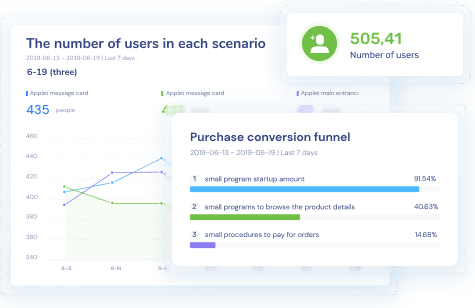 The number of users in each scenario
2019-06-13 ~ 2019-06-19 | Last 7 days
6-19 (three)
Applet message card
435 people
Applet message card
Applet main entranc
505,41
Number of users
480
440
420
400
380
360
340
6-13
6-14
Purchase conversion funnel
2019-06-13 ~ 2019-06-19 | Last 7 days
1 small program startup amount 91.54%
2 small programs to browse the product details 40.63%
3 small procedures to pay for orders 14.68%